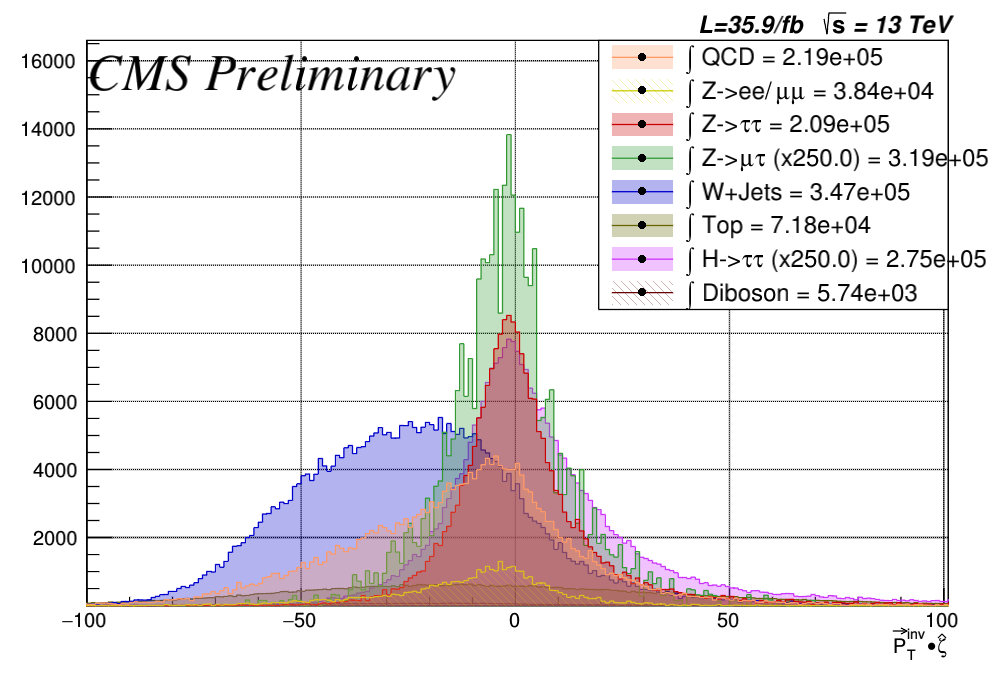 L=35.9/fb √s = 13 TeV
CMS Preliminary
∫ QCD = 2.19e+05
∫ Z->ee/μμ = 3.84e+04
∫ Z->ττ = 2.09e+05
∫ Z->μτ (x250.0) = 3.19e+05
∫ W+Jets = 3.47e+05
∫ Top = 7.18e+04
∫ H->ττ (x250.0) = 2.75e+05
∫ Diboson = 5.74e+03
16000
14000
12000
10000
8000
6000
4000
2000
−100 −50 0 50 100
P⃗_T^inv • ζ̂